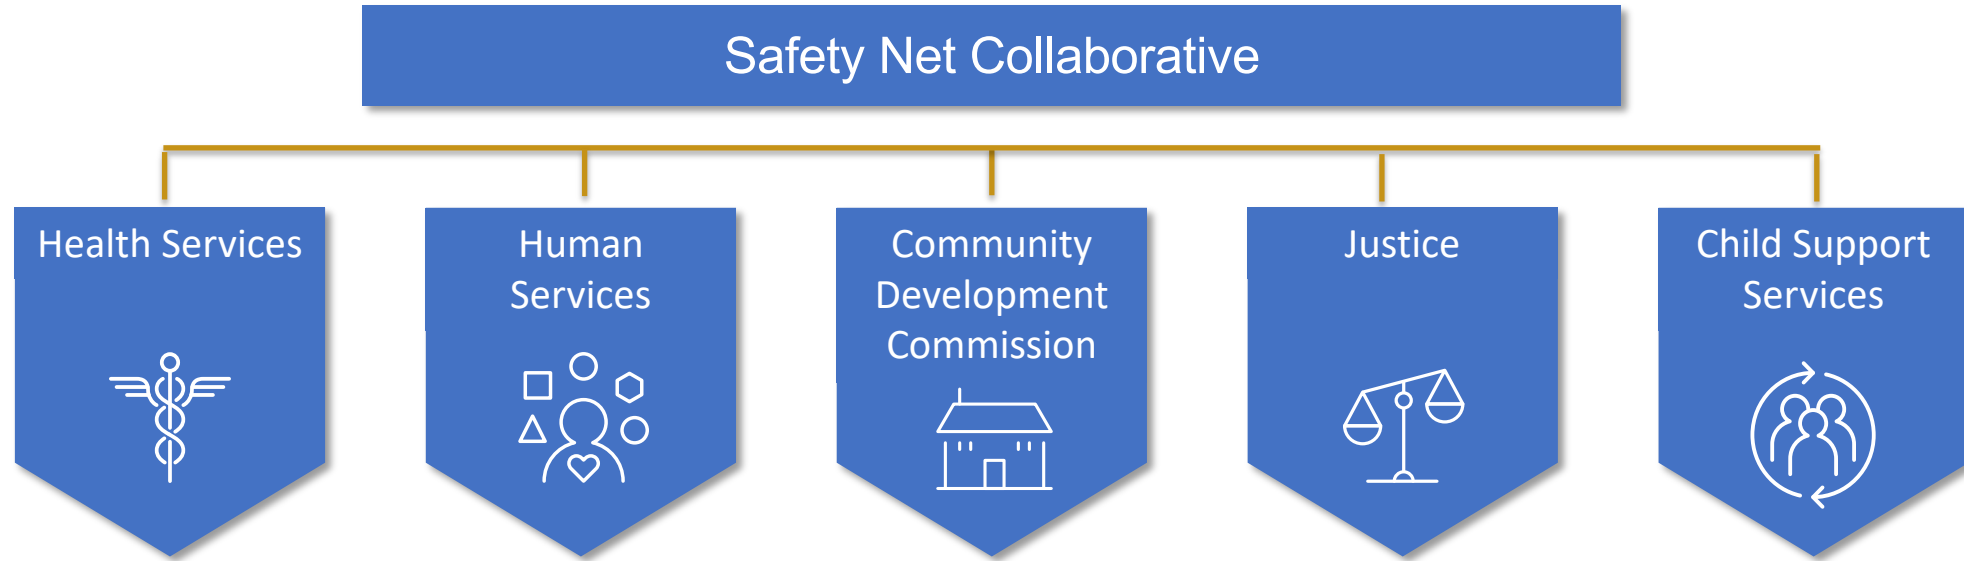 Safety Net Collaborative
Health Services
Human
Services
Community
Development
Commission
Justice
Child Support
Services